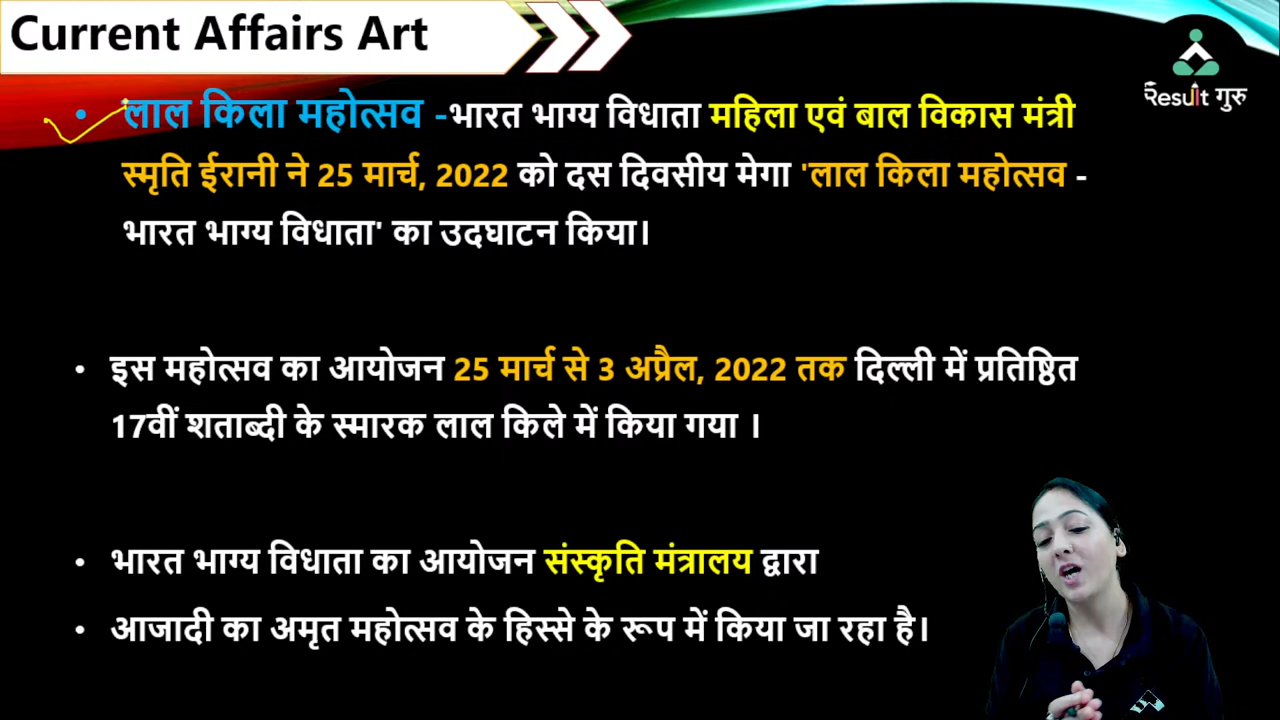 Current Affairs Art
Result गुरु
• लाल किला महोत्सव -भारत भाग्य विधाता महिला एवं बाल विकास मंत्री
स्मृति ईरानी ने 25 मार्च, 2022 को दस दिवसीय मेगा 'लाल किला महोत्सव -
भारत भाग्य विधाता' का उदघाटन किया।
• इस महोत्सव का आयोजन 25 मार्च से 3 अप्रैल, 2022 तक दिल्ली में प्रतिष्ठित
17वीं शताब्दी के स्मारक लाल किले में किया गया ।
• भारत भाग्य विधाता का आयोजन संस्कृति मंत्रालय द्वारा
• आजादी का अमृत महोत्सव के हिस्से के रूप में किया जा रहा है।